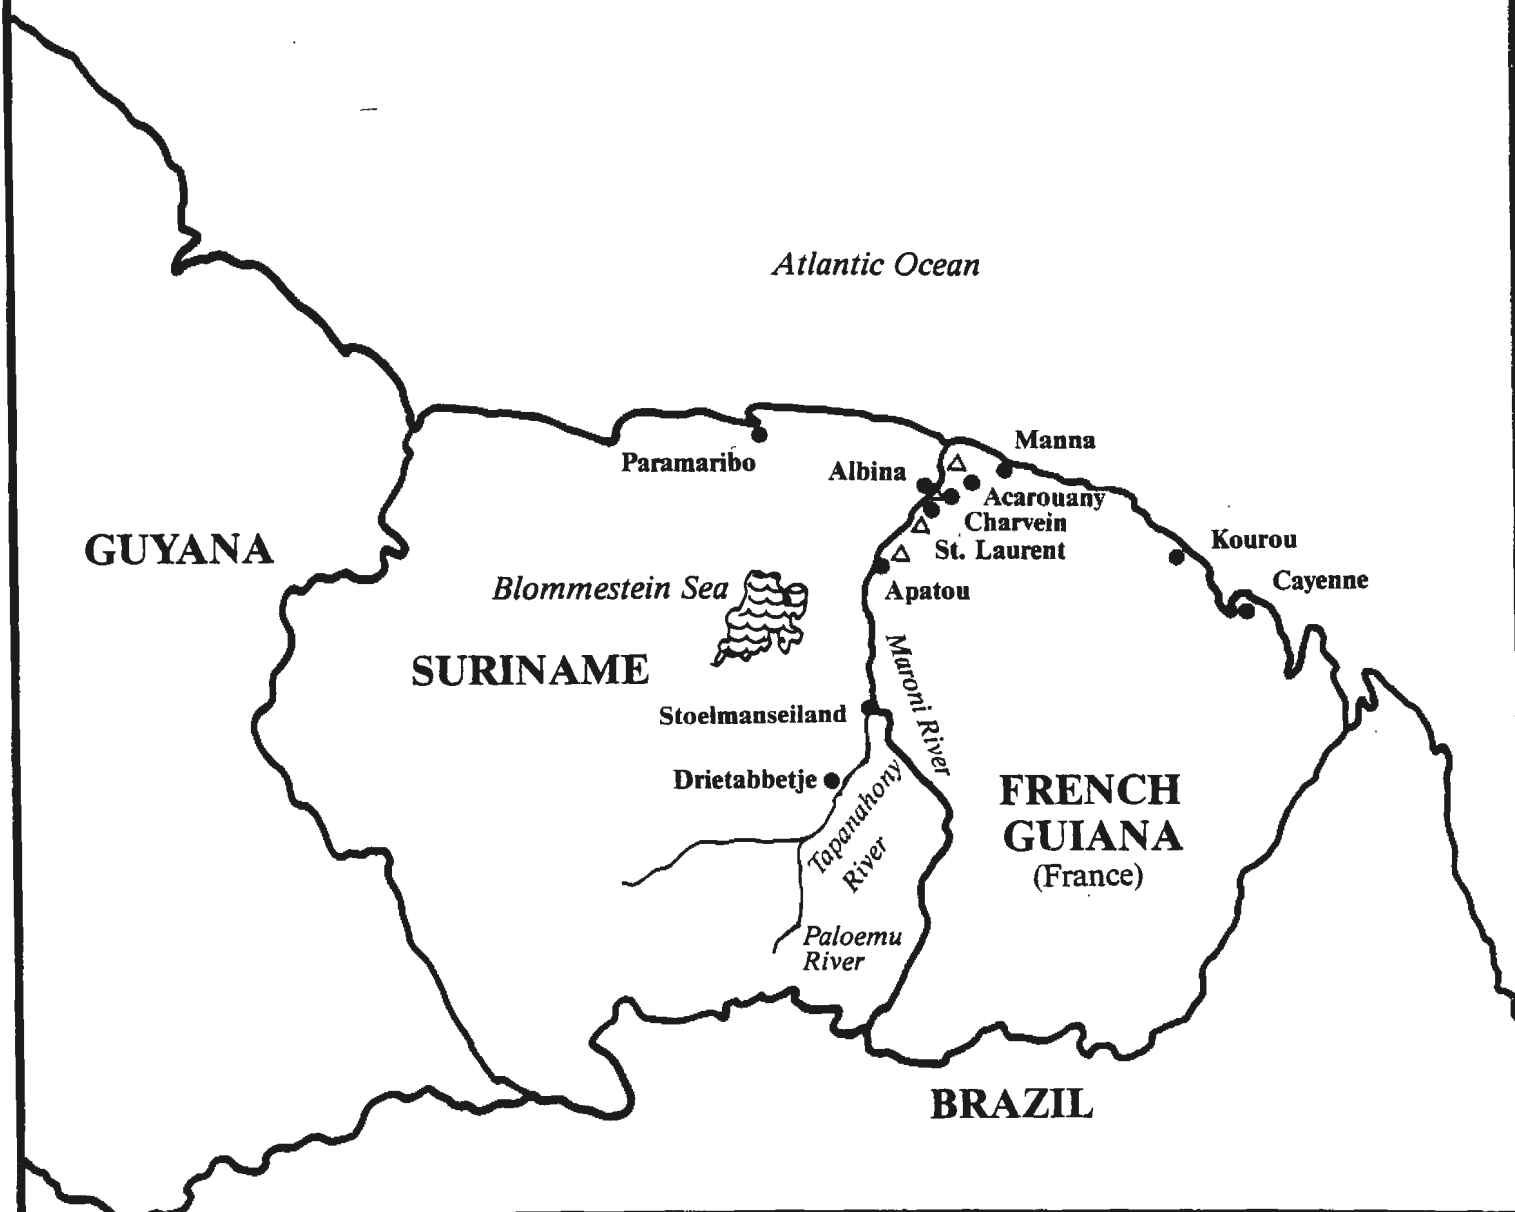 Atlantic Ocean
Manna
Paramaribo
Albina
Acarouany
Charvein
St. Laurent
Kourou
GUYANA
Cayenne
Blommestein Sea
Apatou
SURINAME
Maroni River
Stoelmanseiland
Drietabbetje
FRENCH
GUIANA
(France)
Tapanahony
River
Paloemu
River
BRAZIL